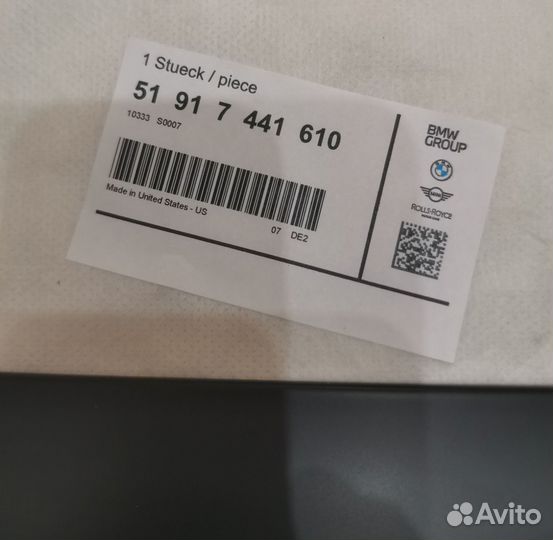 1 Stueck / piece
51 91 7 441 610
10333 S0007
Made in United States - US
07 DE2
BMW
GROUP
MINI
ROLLS-ROYCE
Avito